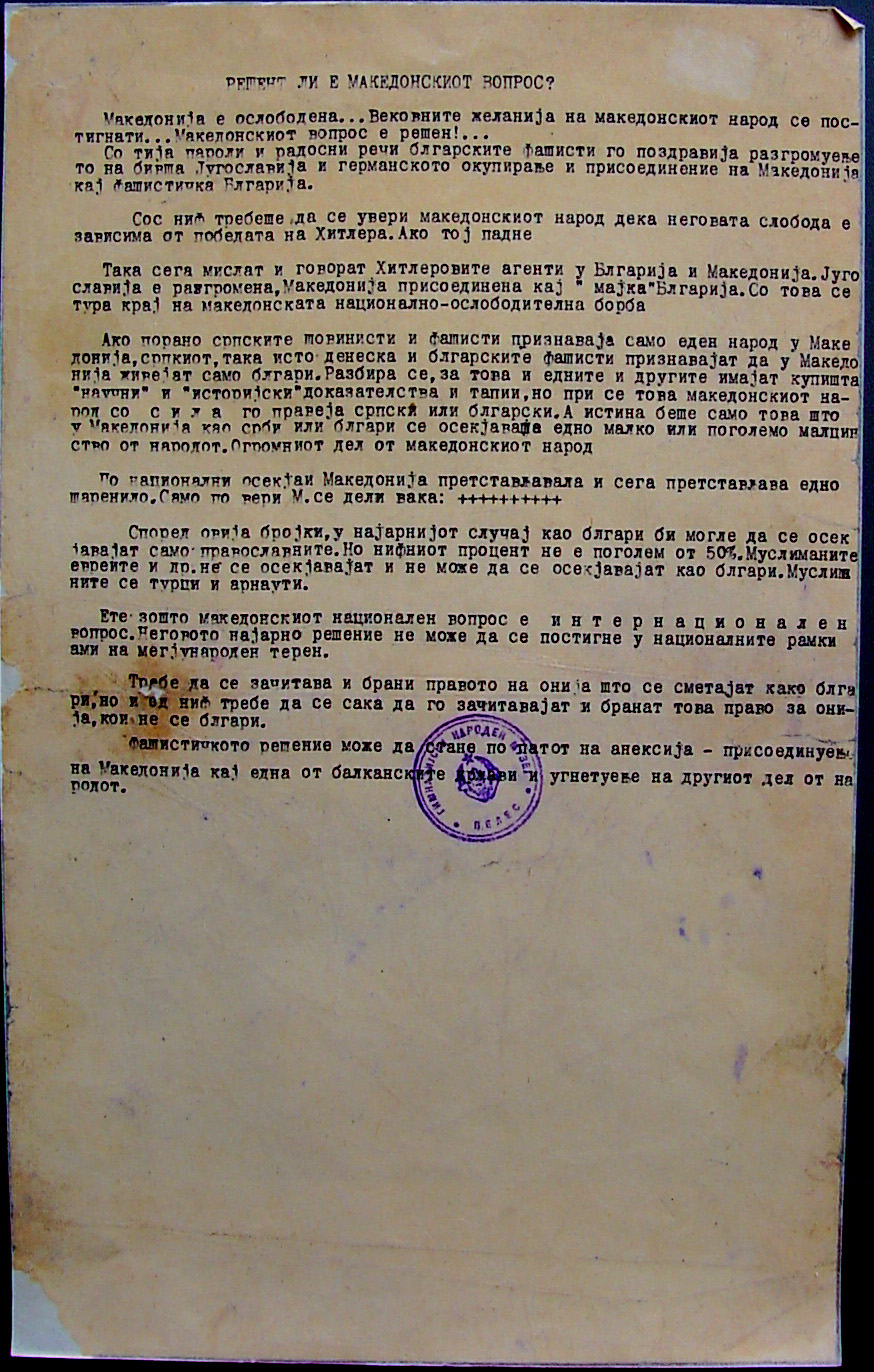 РЕШЕНТ ЛИ Е МАКЕДОНСКИОТ ВОПРОС?
Македонија е ослободена...Вековните желанија на македонскиот народ се пос-
тигнати...Македонскиот вопрос е решен!...
Со тија пароли и радосни речи блгарските фашисти го поздравија разгромуење
то на бивша Југославија и германското окупирање и присоединение на Македонија
кај фашистичка Блгарија.
Сос ниф требеше да се увери македонскиот народ дека неговата слобода е
зависима от победата на Хитлера.Ако тој падне
Така сега мислат и говорат Хитлеровите агенти у Блгарија и Македонија.Југо
славија е разгромена,Македонија присоединена кај " мајка"Блгарија.Со това се
тура крај на македонската национално-ослободителна борба
Ако порано српските шовинисти и фашисти признаваја само еден народ у Маке
донија,српкиот,така исто денеска и блгарските фашисти признавајат да у Македо
нија живејат само блгари.Разбира се,за това и едните и другите имајат купишта
"научни" и "историјски"доказателства и тапии,но при се това македонскиот на-
род со с и л а го правеја српски или блгарски.А истина беше само това што
у Македонија као срби или блгари се осекјаваја едно малко или поголемо малцин
ство от народот.Огромниот дел от македонскиот народ
По национални осекјаи Македонија претстављавала и сега претстављава едно
шаренило.Само по вери М.се дели вака: ++++++++++
Според овија бројки,у најарнијот случај као блгари би могле да се осек
јавајат само православните.Но нифниот процент не е поголем от 50%.Муслиманите
евреите и др.не се осекјавајат и не може да се осекјавајат као блгари.Муслим
ните се турци и арнаути.
Ете зошто македонскиот национален вопрос е и н т е р н а ц и о н а л е н
вопрос.Неговото најарно решение не може да се постигне у националните рамки
ами на мегјународен терен.
Требе да се зачитава и брани правото на онија што се сметајат како блга
ри,но и од ниф требе да се сака да го зачитавајат и бранат това право за они-
ја,кои не се блгари.
Фашистичкото решение може да стане по патот на анексија - присоединуење
на Македонија кај една от балканските држави и угнетуење на другиот дел от на
родот.
НАРОДЕН МУЗЕЈ
ВЕЛЕС